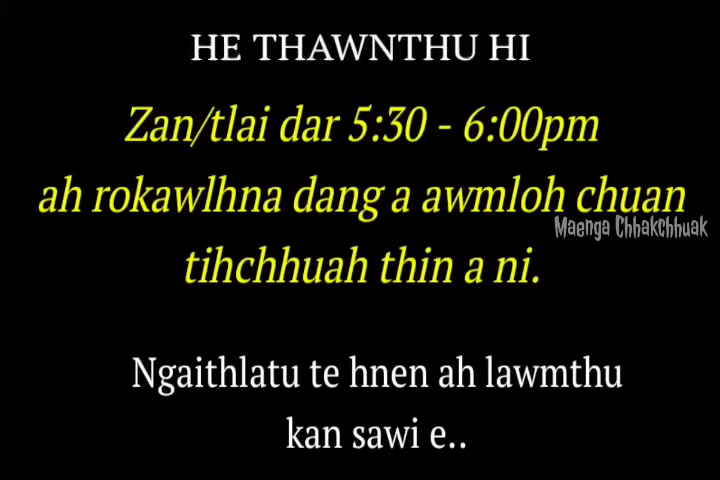 HE THAWNTHU HI
Zan/tlai dar 5:30 - 6:00pm
ah rokawlhna dang a awmloh chuan
Maenga Chhakchhuak
tihchhuah thin a ni.
Ngaithlatu te hnen ah lawmthu
kan sawi e..